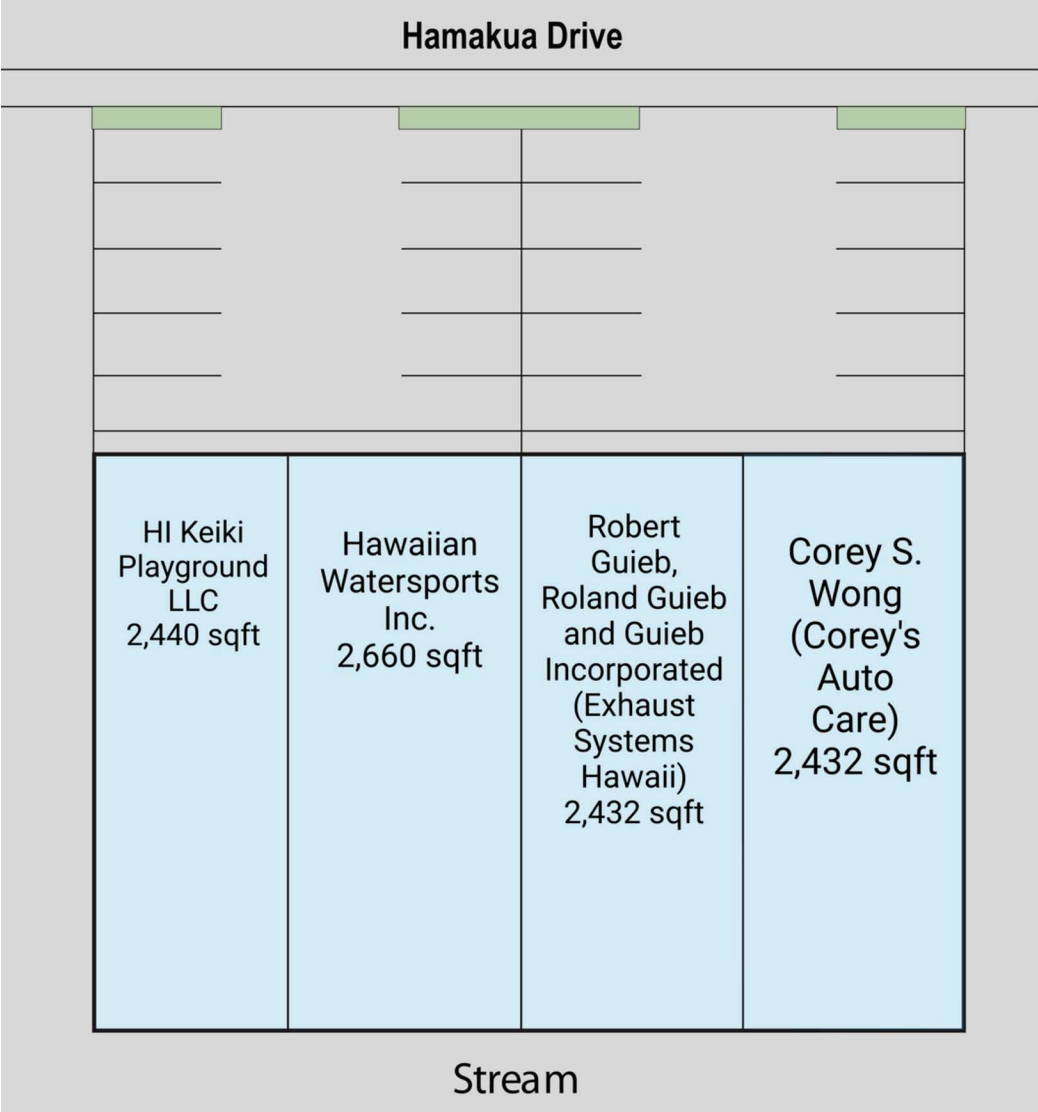 Hamakua Drive
HI Keiki
Playground
LLC
2,440 sqft
Hawaiian
Watersports
Inc.
2,660 sqft
Robert
Guieb,
Roland Guieb
and Guieb
Incorporated
(Exhaust
Systems
Hawaii)
2,432 sqft
Corey S.
Wong
(Corey's
Auto
Care)
2,432 sqft
Stream